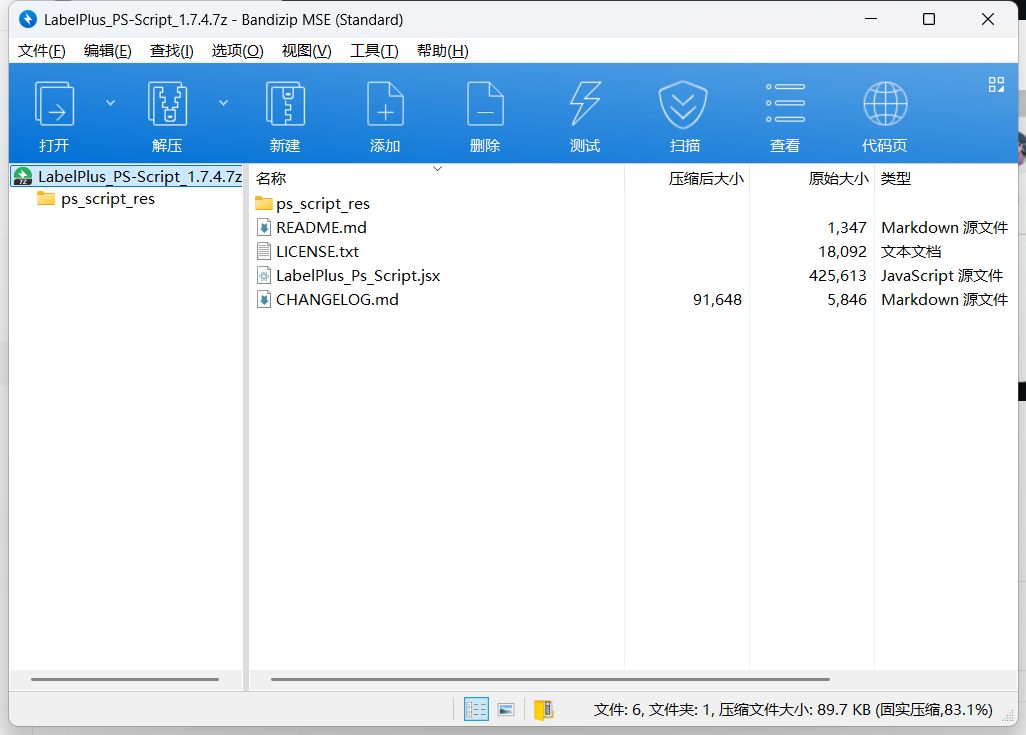 LabelPlus_PS-Script_1.7.4.7z - Bandizip MSE (Standard)
文件(F) 编辑(E) 查找(I) 选项(O) 视图(V) 工具(T) 帮助(H)
打开 解压 新建 添加 删除 测试 扫描 查看 代码页
LabelPlus_PS-Script_1.7.4.7z
ps_script_res
名称 压缩后大小 原始大小 类型
ps_script_res
README.md 1,347 Markdown 源文件
LICENSE.txt 18,092 文本文档
LabelPlus_Ps_Script.jsx 425,613 JavaScript 源文件
CHANGELOG.md 91,648 5,846 Markdown 源文件
文件: 6, 文件夹: 1, 压缩文件大小: 89.7 KB (固实压缩,83.1%)